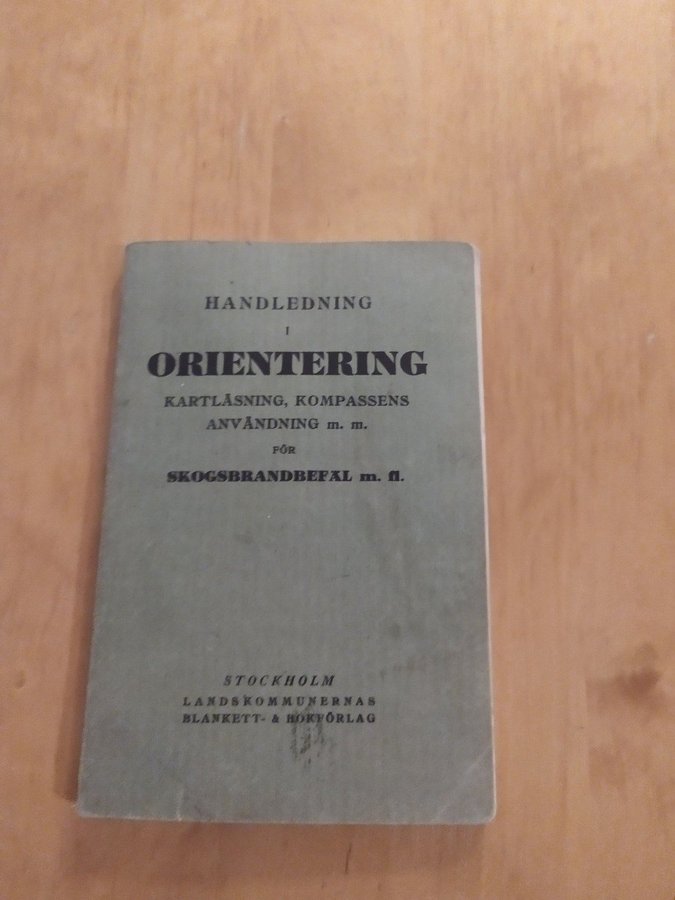 HANDLEDNING
I
ORIENTERING
KARTLÄSNING, KOMPASSENS
ANVÄNDNING m. m.
FÖR
SKOGSBRANDBEFÄL m. fl.
STOCKHOLM
LANDSKOMMUNERNAS
BLANKETT- & BOKFÖRLAG